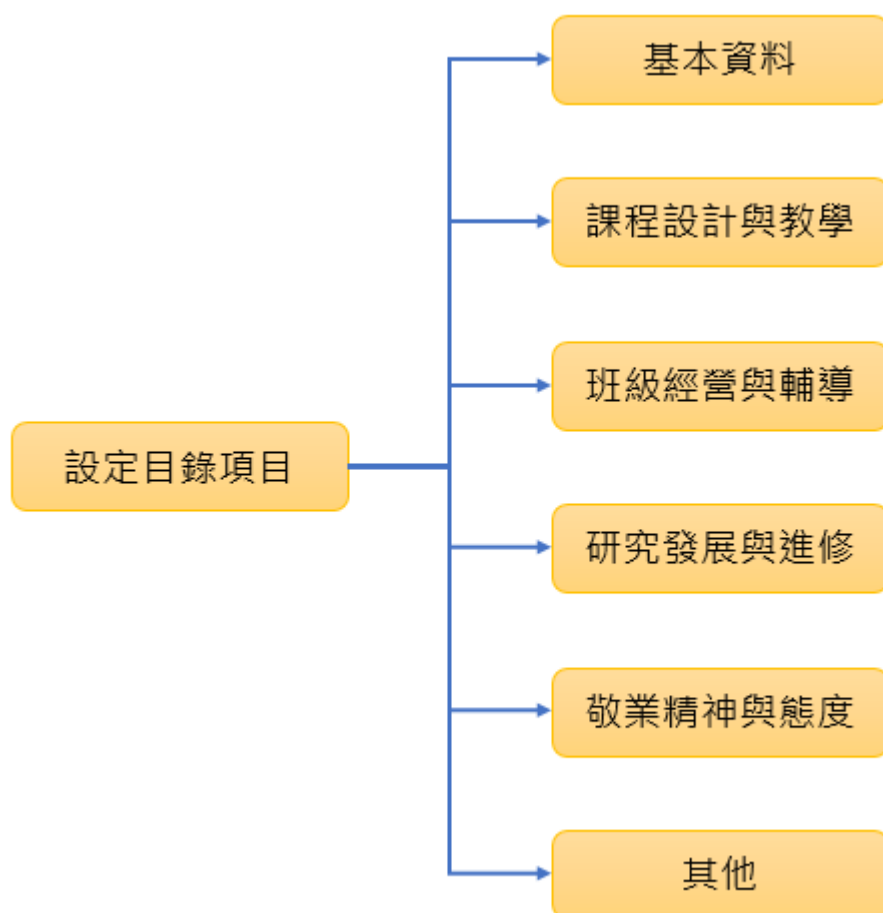 基本資料
課程設計與教學
班級經營與輔導
設定目錄項目
研究發展與進修
敬業精神與態度
其他